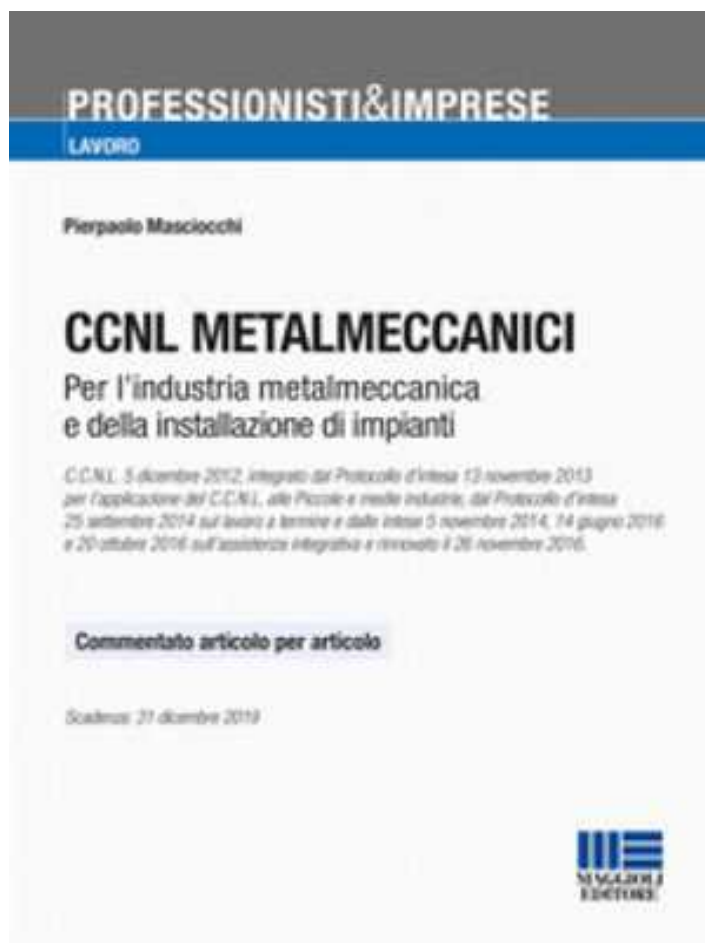 PROFESSIONISTI&IMPRESE
LAVORO
Pierpaolo Masciocchi
CCNL METALMECCANICI
Per l'industria metalmeccanica
e della installazione di impianti
C.C.N.L. 5 dicembre 2012, integrato dal Protocollo d'intesa 13 novembre 2013
per l'applicazione del C.C.N.L. alle Piccole e medie industrie, dal Protocollo d'intesa
25 settembre 2014 sul lavoro a termine e dalle intese 5 novembre 2014, 14 giugno 2016
e 20 ottobre 2016 sull'assistenza integrativa e rinnovato il 26 novembre 2016.
Commentato articolo per articolo
Scadenza: 31 dicembre 2019
MAGGIOLI
EDITORE